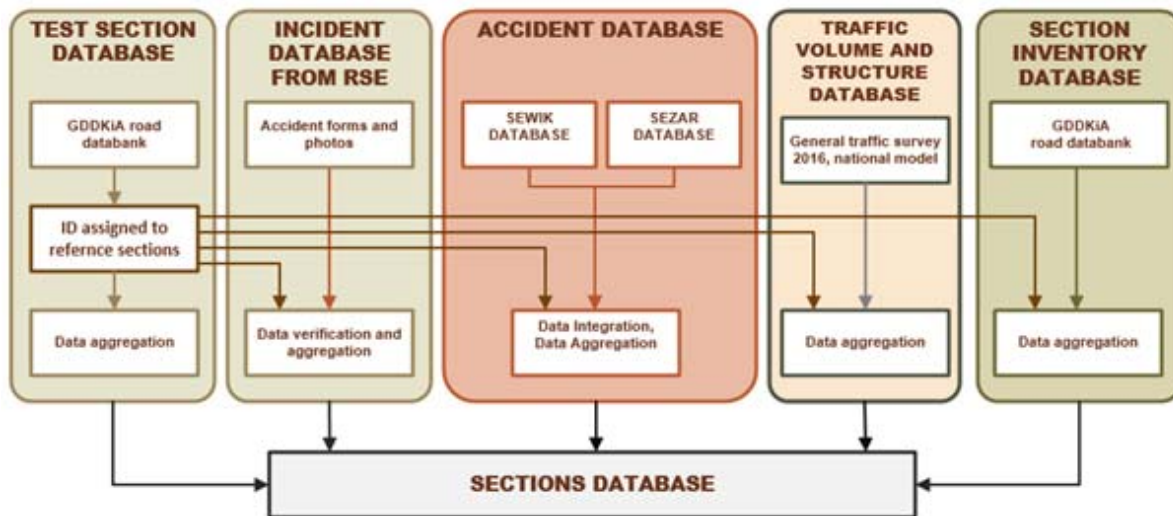 TEST SECTION
DATABASE
GDDKiA road
databank
ID assigned to
refernce sections
Data aggregation
INCIDENT
DATABASE
FROM RSE
Accident forms and
photos
Data verification and
aggregation
ACCIDENT DATABASE
SEWIK
DATABASE
SEZAR
DATABASE
Data Integration,
Data Aggregation
TRAFFIC
VOLUME AND
STRUCTURE
DATABASE
General traffic survey
2016, national model
Data aggregation
SECTION
INVENTORY
DATABASE
GDDKiA
road databank
Data aggregation
SECTIONS DATABASE